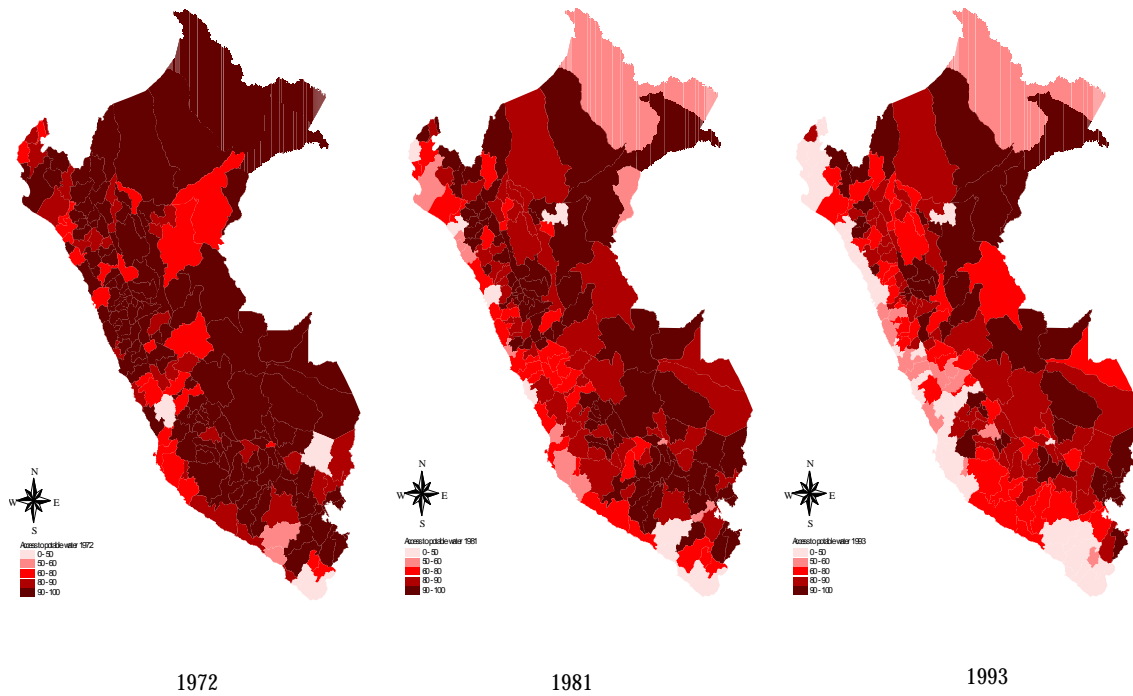 N
W E
S
Access to potable water 1972
0 - 50
50 - 60
60 - 80
80 - 90
90 - 100
1972
N
W E
S
Access to potable water 1981
0 - 50
50 - 60
60 - 80
80 - 90
90 - 100
1981
N
W E
S
Access to potable water 1993
0 - 50
50 - 60
60 - 80
80 - 90
90 - 100
1993